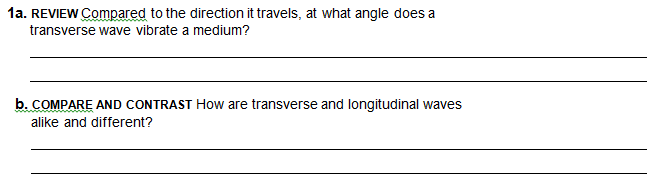 1a. REVIEW Compared to the direction it travels, at what angle does a
transverse wave vibrate a medium?
b. COMPARE AND CONTRAST How are transverse and longitudinal waves
alike and different?